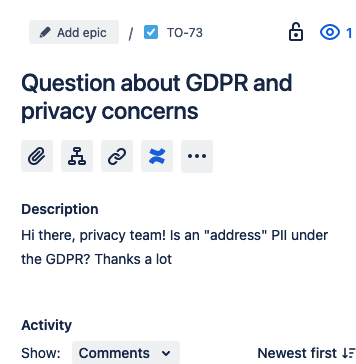 Add epic / TO-73 1
Question about GDPR and
privacy concerns
Description
Hi there, privacy team! Is an "address" PII under
the GDPR? Thanks a lot
Activity
Show: Comments Newest first